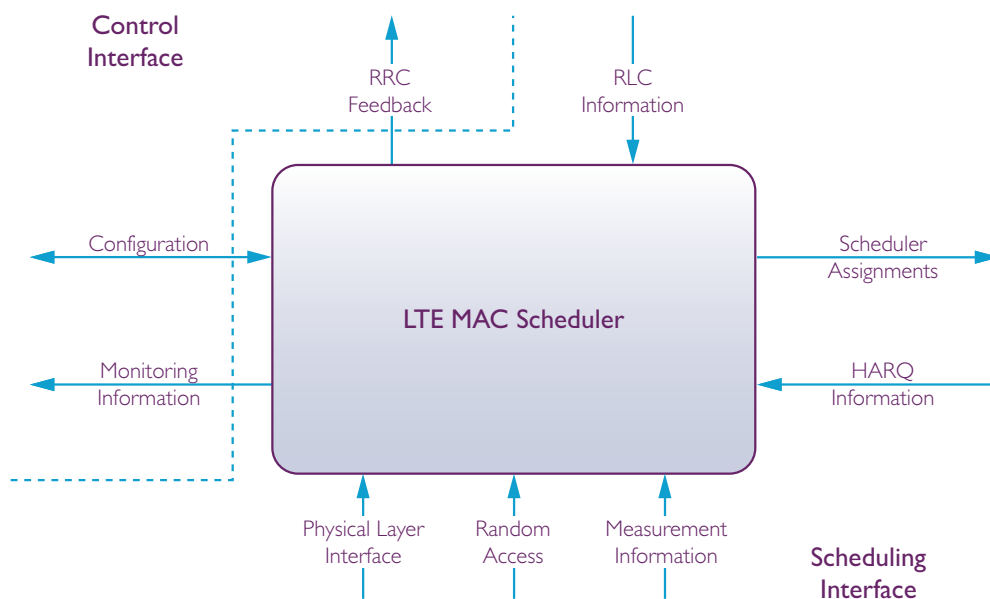 Control
Interface
RRC
Feedback
RLC
Information
Configuration
Scheduler
Assignments
LTE MAC Scheduler
Monitoring
Information
HARQ
Information
Physical Layer
Interface
Random
Access
Measurement
Information
Scheduling
Interface